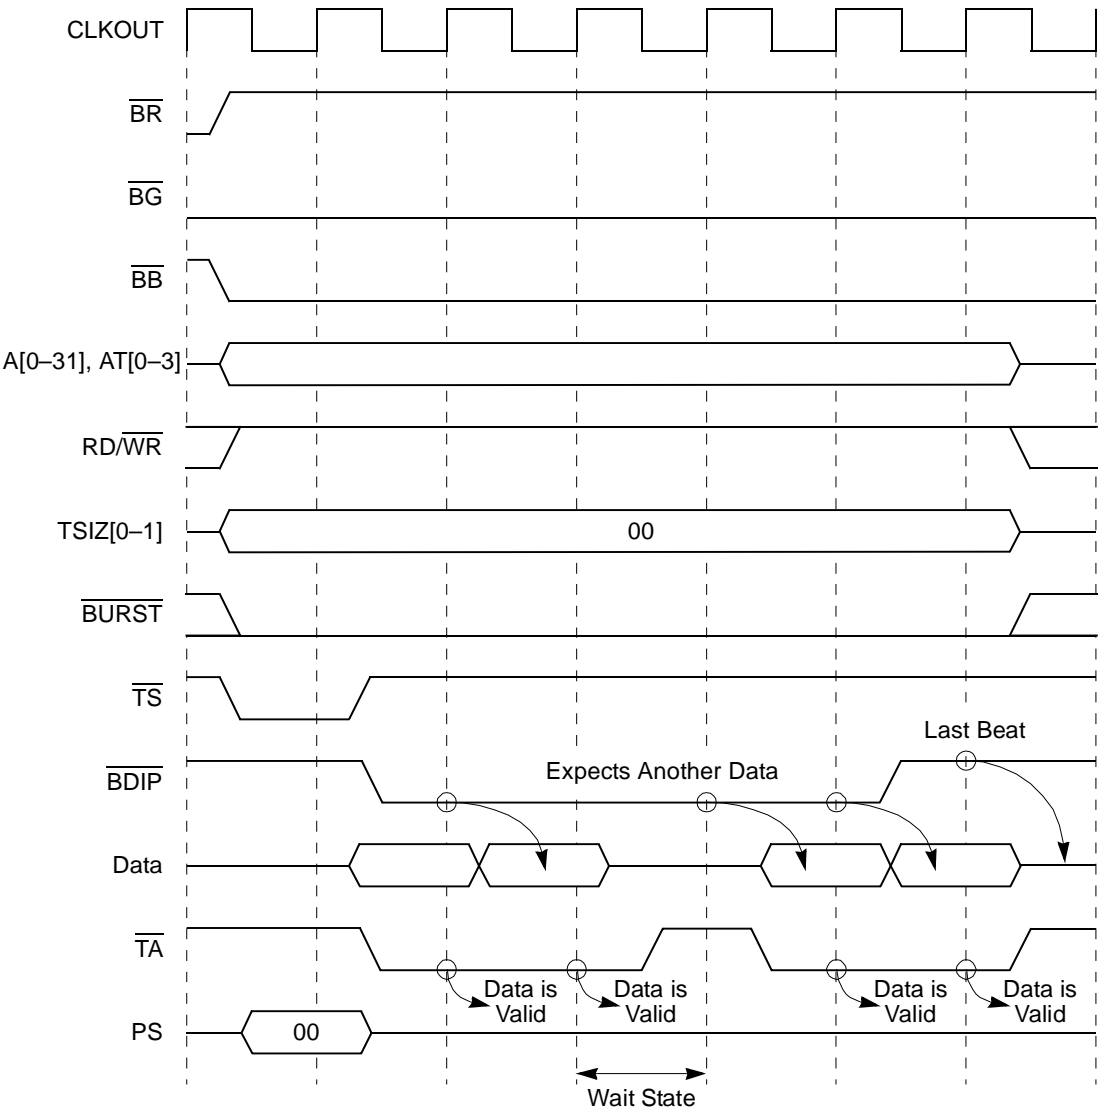 CLKOUT
BR
BG
BB
A[0–31], AT[0–3]
RD/WR
TSIZ[0–1]
00
BURST
TS
Last Beat
BDIP
Expects Another Data
Data
TA
Data is
Valid
Data is
Valid
Data is
Valid
Data is
Valid
PS
00
Wait State